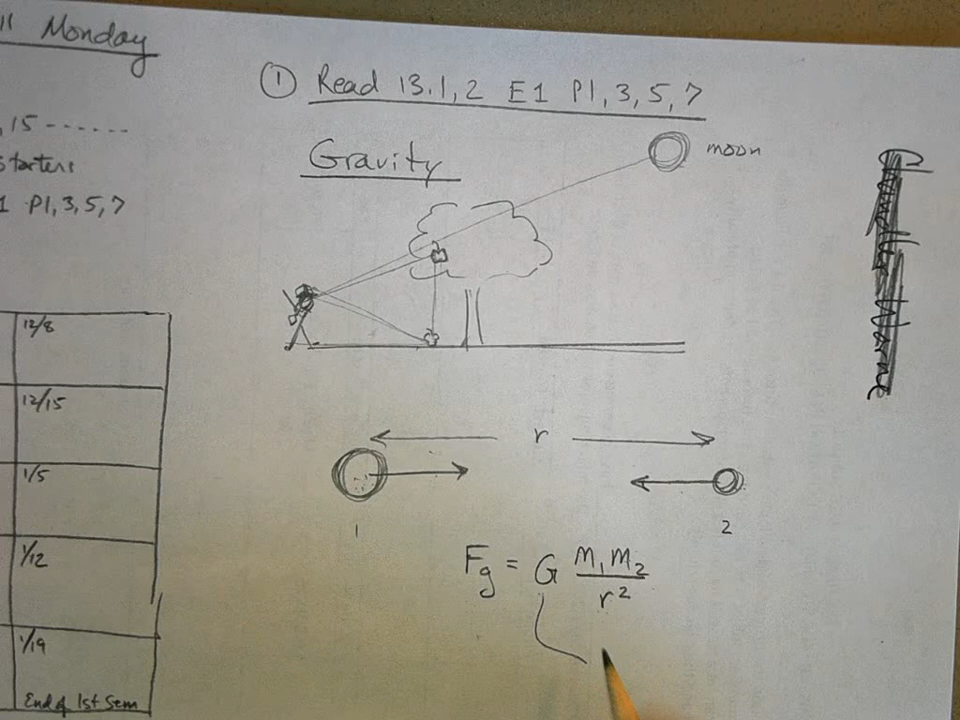 11 Monday
, 15 - - - - - -
Starters
1 P1, 3, 5, 7
12/8
12/15
1/5
1/12
1/19
End of 1st Sem
① Read 13.1, 2 E1 P1, 3, 5, 7
Gravity
moon
r
1
2
Fg = G m₁m₂ / r²